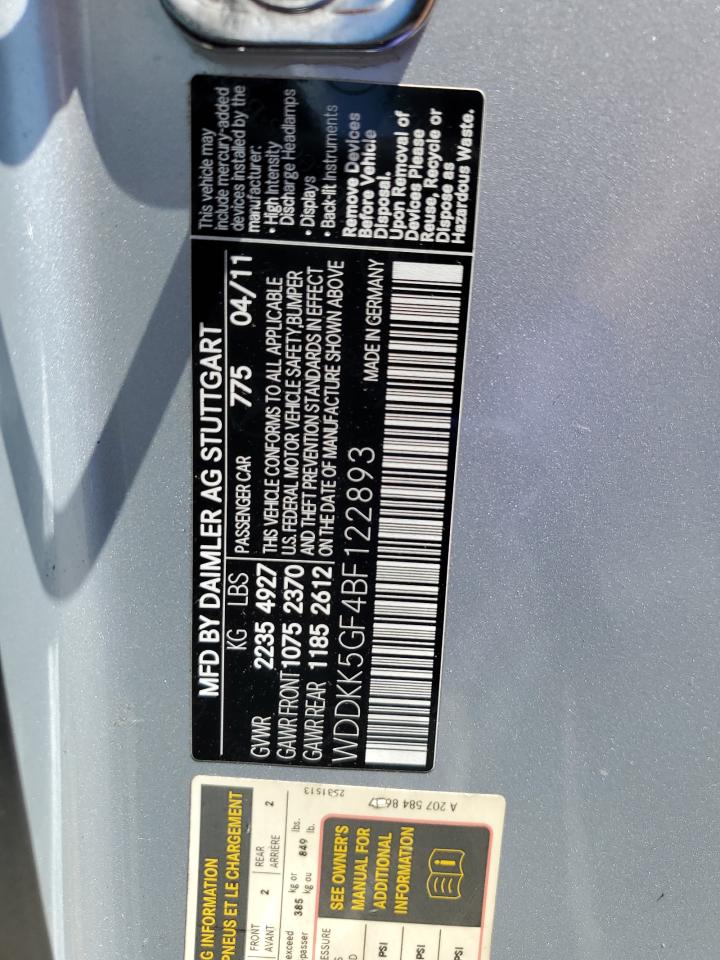 MFD BY DAIMLER AG STUTTGART
KG LBS PASSENGER CAR 775 04/11
GVWR 2235 4927
GAWR FRONT 1075 2370
GAWR REAR 1185 2612
THIS VEHICLE CONFORMS TO ALL APPLICABLE
U.S. FEDERAL MOTOR VEHICLE SAFETY,BUMPER
AND THEFT PREVENTION STANDARDS IN EFFECT
ON THE DATE OF MANUFACTURE SHOWN ABOVE
WDDKK5GF4BF122893 MADE IN GERMANY
This vehicle may
include mercury-added
devices installed by the
manufacturer:
• High Intensity
Discharge Headlamps
• Displays
• Back-lit Instruments
Remove Devices
Before Vehicle
Disposal.
Upon Removal of
Devices Please
Reuse, Recycle or
Dispose as
Hazardous Waste.
G INFORMATION
PNEUS ET LE CHARGEMENT
FRONT 2 REAR 2
AVANT ARRIÈRE
exceed 385 kg or 849 lbs.
passer kg ou lb.
ESSURE
SEE OWNER'S
MANUAL FOR
ADDITIONAL
INFORMATION
PSI
PSI
PSI
2531513
A 207 584 86